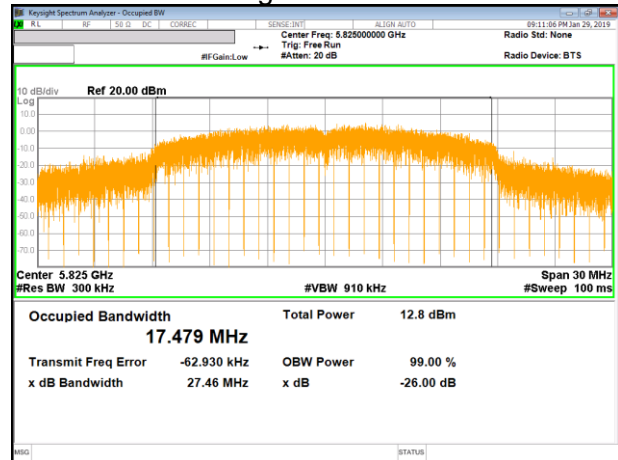 Keysight Spectrum Analyzer - Occupied BW
RL RF 50 Ω DC CORREC SENSE:INT ALIGN AUTO 09:11:06 PM Jan 29, 2019
Center Freq: 5.825000000 GHz Radio Std: None
Trig: Free Run
#IFGain:Low #Atten: 20 dB Radio Device: BTS
10 dB/div Ref 20.00 dBm
Log
10.0
0.00
-10.0
-20.0
-30.0
-40.0
-50.0
-60.0
-70.0
Center 5.825 GHz Span 30 MHz
#Res BW 300 kHz #VBW 910 kHz #Sweep 100 ms
Occupied Bandwidth Total Power 12.8 dBm
17.479 MHz
Transmit Freq Error -62.930 kHz OBW Power 99.00 %
x dB Bandwidth 27.46 MHz x dB -26.00 dB
MSG STATUS